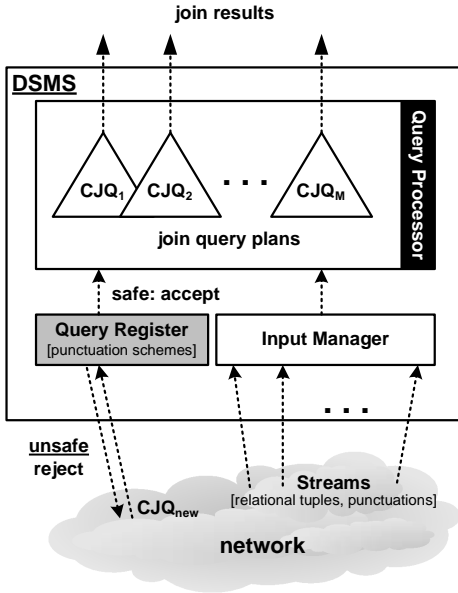 join results
DSMS
CJQ1
CJQ2
. . .
CJQM
Query Processor
join query plans
safe: accept
Query Register
[punctuation schemes]
Input Manager
. . .
unsafe
reject
CJQnew
Streams
[relational tuples, punctuations]
network